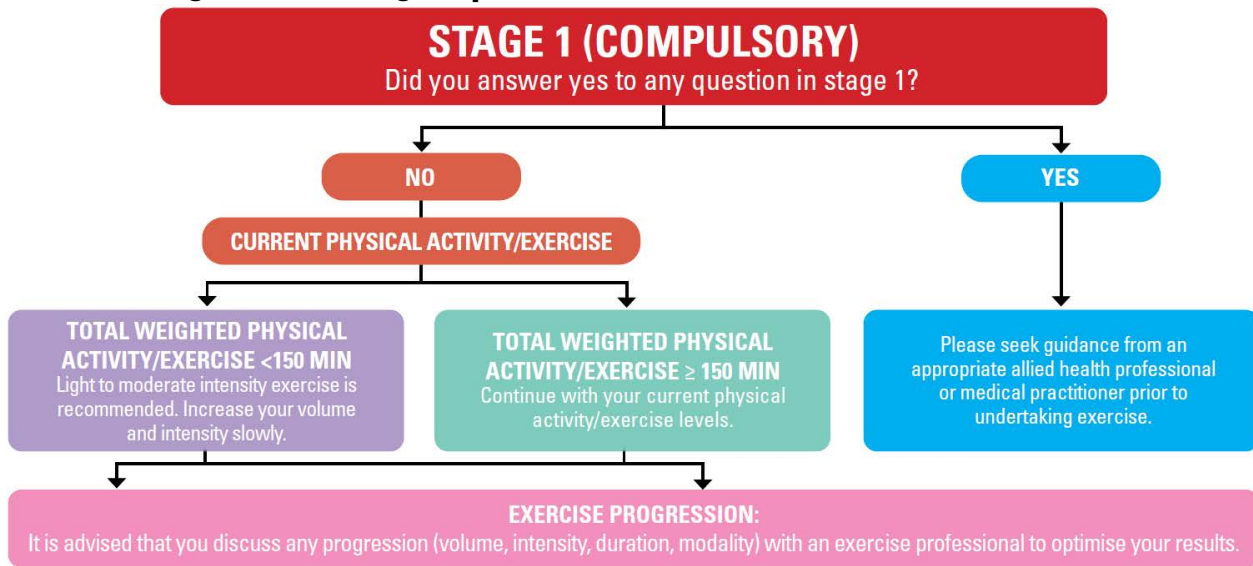 STAGE 1 (COMPULSORY)
Did you answer yes to any question in stage 1?
NO
YES
CURRENT PHYSICAL ACTIVITY/EXERCISE
TOTAL WEIGHTED PHYSICAL
ACTIVITY/EXERCISE <150 MIN
Light to moderate intensity exercise is
recommended. Increase your volume
and intensity slowly.
TOTAL WEIGHTED PHYSICAL
ACTIVITY/EXERCISE ≥ 150 MIN
Continue with your current physical
activity/exercise levels.
Please seek guidance from an
appropriate allied health professional
or medical practitioner prior to
undertaking exercise.
EXERCISE PROGRESSION:
It is advised that you discuss any progression (volume, intensity, duration, modality) with an exercise professional to optimise your results.